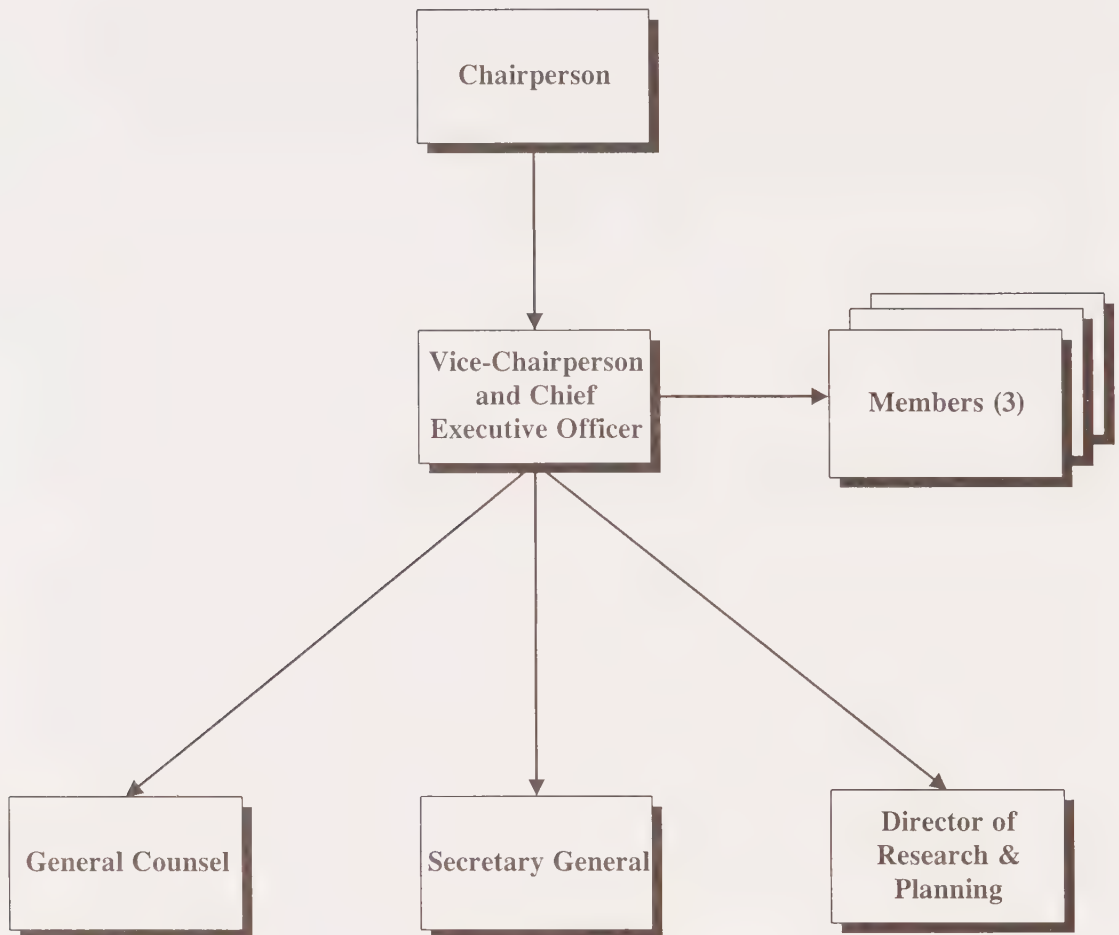 Chairperson
Vice-Chairperson
and Chief
Executive Officer
Members (3)
General Counsel
Secretary General
Director of
Research &
Planning